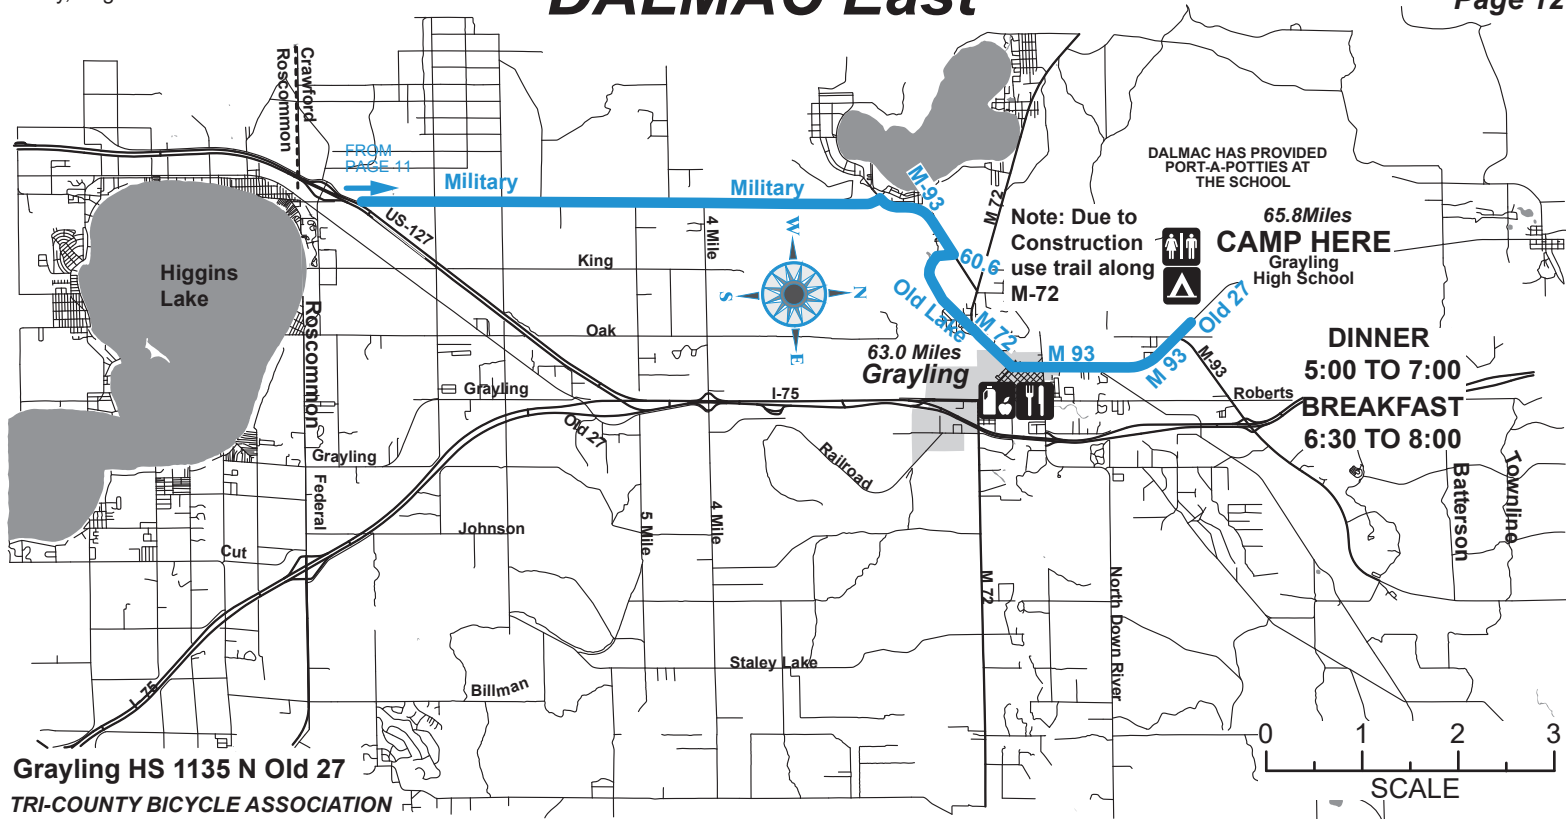 DALMAC East
Page 12
Crawford
Roscommon
FROM
PAGE 11
Military
Military
M-93
M 72
DALMAC HAS PROVIDED
PORT-A-POTTIES AT
THE SCHOOL
Note: Due to
Construction
use trail along
M-72
65.8Miles
CAMP HERE
Grayling
High School
US-127
4 Mile
King
W
S
N
E
60.6
Old Lake
M 72
Old 27
Higgins
Lake
Roscommon
Oak
63.0 Miles
Grayling
M 93
M 93
M-93
DINNER
5:00 TO 7:00
BREAKFAST
6:30 TO 8:00
Grayling
I-75
Roberts
Old 27
Grayling
Railroad
Federal
Johnson
5 Mile
4 Mile
Cut
Batterson
Townline
M 72
North Down River
Staley Lake
Billman
I-75
0 1 2 3
SCALE
Grayling HS 1135 N Old 27
TRI-COUNTY BICYCLE ASSOCIATION